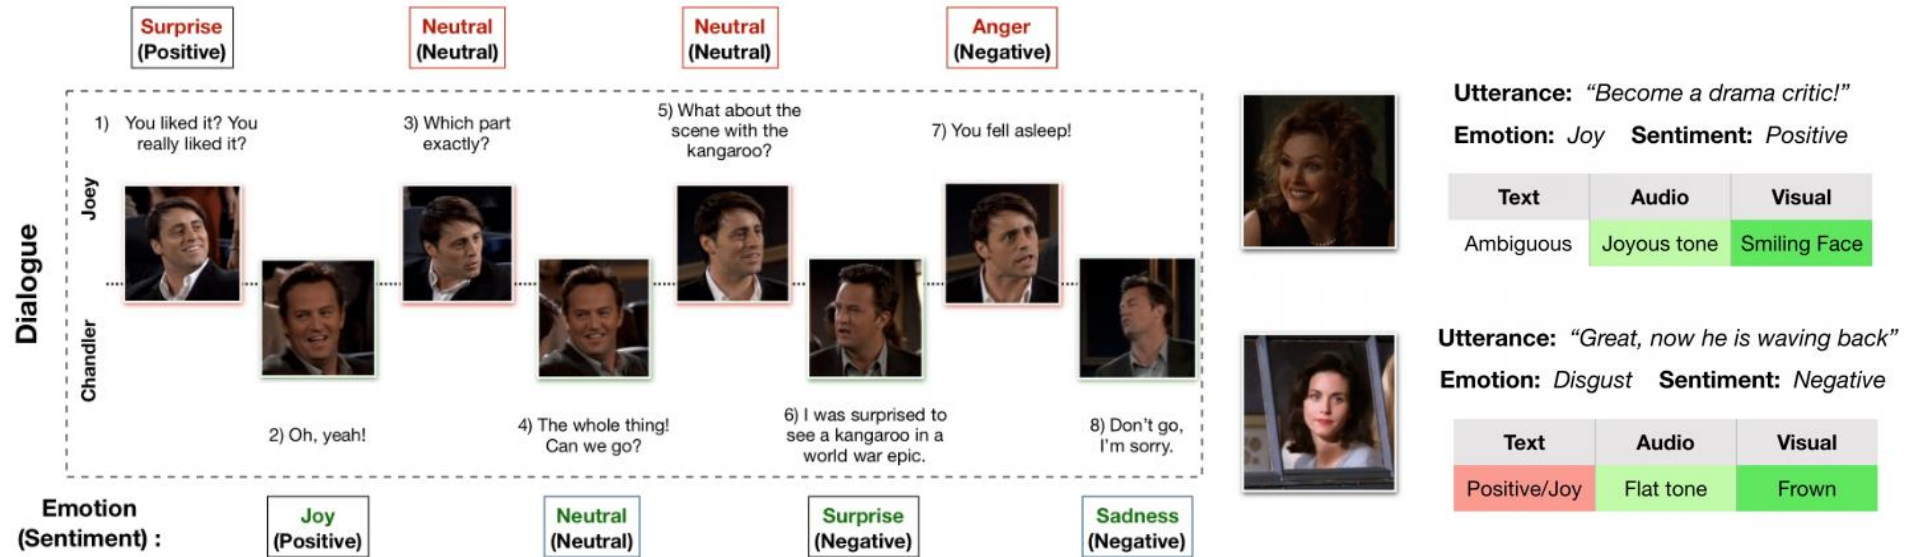 Surprise
(Positive)
Neutral
(Neutral)
Neutral
(Neutral)
Anger
(Negative)
Dialogue
Joey
Chandler
1) You liked it? You
really liked it?
3) Which part
exactly?
5) What about the
scene with the
kangaroo?
7) You fell asleep!
2) Oh, yeah!
4) The whole thing!
Can we go?
6) I was surprised to
see a kangaroo in a
world war epic.
8) Don't go,
I'm sorry.
Emotion
(Sentiment) :
Joy
(Positive)
Neutral
(Neutral)
Surprise
(Negative)
Sadness
(Negative)
Utterance: “Become a drama critic!”
Emotion: Joy Sentiment: Positive
Text Audio Visual
Ambiguous Joyous tone Smiling Face
Utterance: “Great, now he is waving back”
Emotion: Disgust Sentiment: Negative
Text Audio Visual
Positive/Joy Flat tone Frown